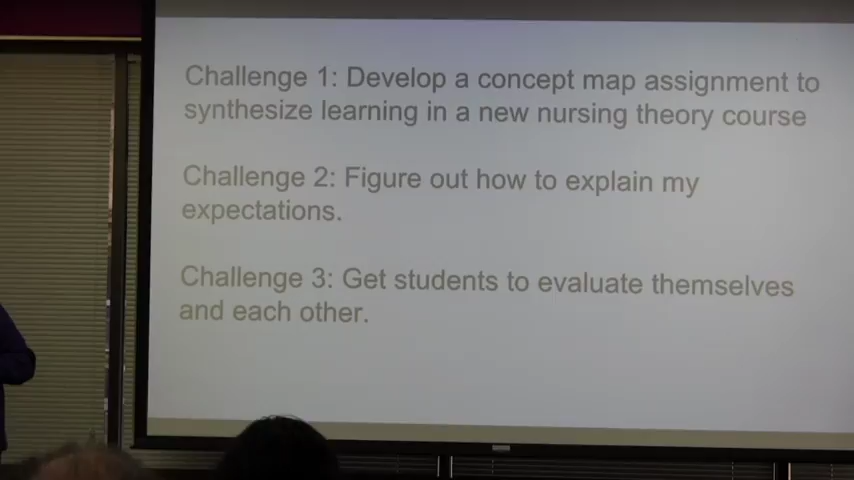 Challenge 1: Develop a concept map assignment to
synthesize learning in a new nursing theory course
Challenge 2: Figure out how to explain my
expectations.
Challenge 3: Get students to evaluate themselves
and each other.